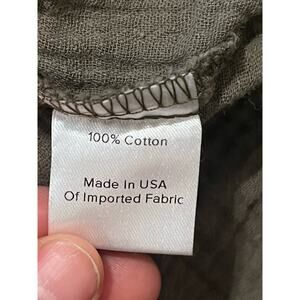 100% Cotton
Made In USA
Of Imported Fabric